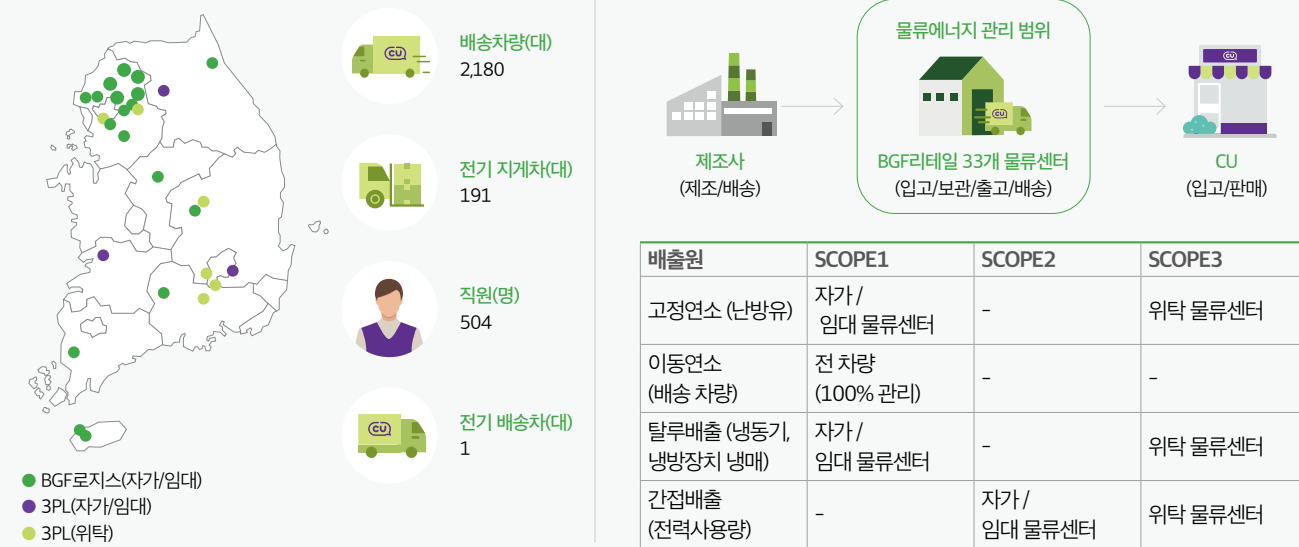 배송차량(대)
2,180
전기 지게차(대)
191
직원(명)
504
전기 배송차(대)
1
CU
CU
BGF로지스(자가/임대)
3PL(자가/임대)
3PL(위탁)
물류에너지 관리 범위
CU
CU
제조사
(제조/배송)
BGF리테일 33개 물류센터
(입고/보관/출고/배송)
CU
(입고/판매)
배출원 SCOPE1 SCOPE2 SCOPE3
고정연소 (난방유) 자가 / 임대 물류센터 – 위탁 물류센터
이동연소 (배송 차량) 전 차량 (100% 관리) – –
탈루배출 (냉동기, 냉방장치 냉매) 자가 / 임대 물류센터 – 위탁 물류센터
간접배출 (전력사용량) – 자가 / 임대 물류센터 위탁 물류센터